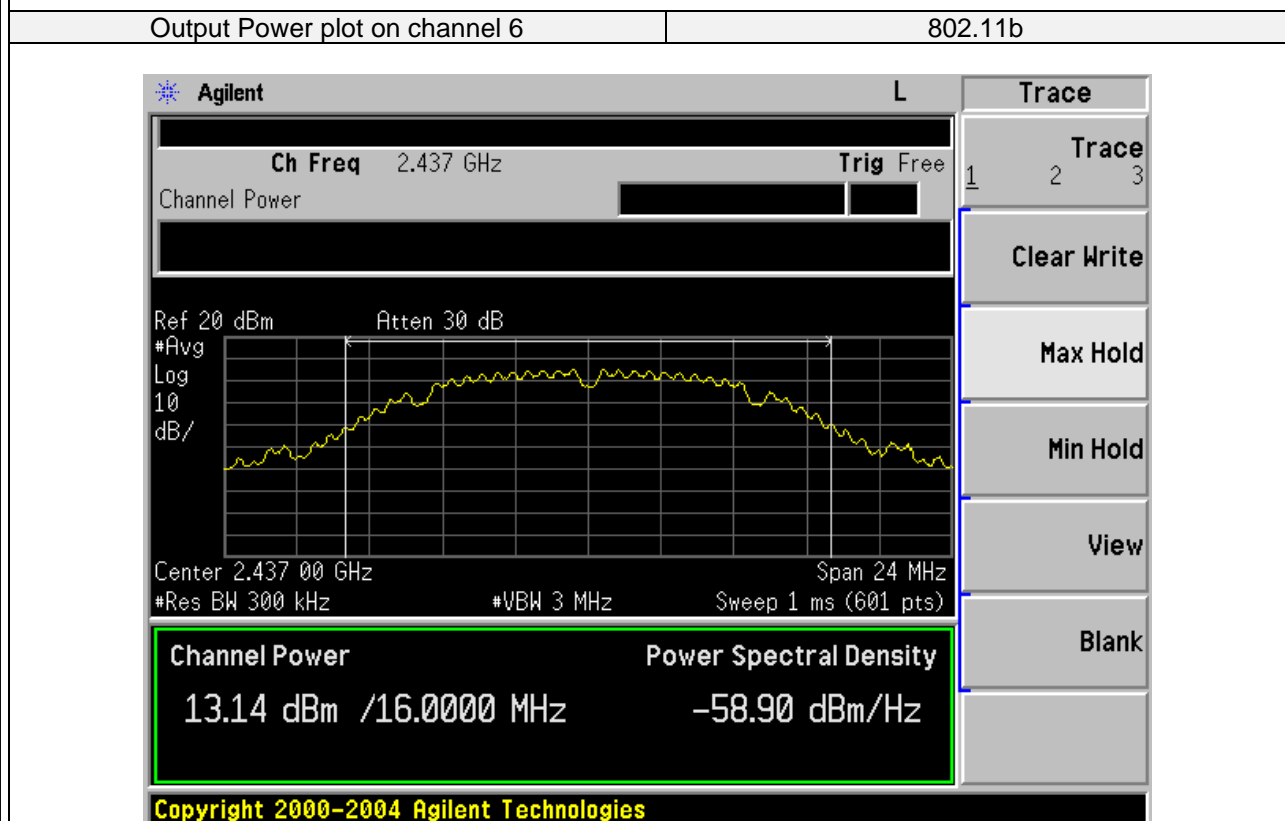 Output Power plot on channel 6 802.11b
Agilent L Trace
Ch Freq 2.437 GHz Trig Free
Channel Power
Trace
1 2 3
Clear Write
Max Hold
Min Hold
View
Blank
Ref 20 dBm Atten 30 dB
#Avg
Log
10
dB/
Center 2.437 00 GHz Span 24 MHz
#Res BW 300 kHz #VBW 3 MHz Sweep 1 ms (601 pts)
Channel Power Power Spectral Density
13.14 dBm /16.0000 MHz -58.90 dBm/Hz
Copyright 2000-2004 Agilent Technologies